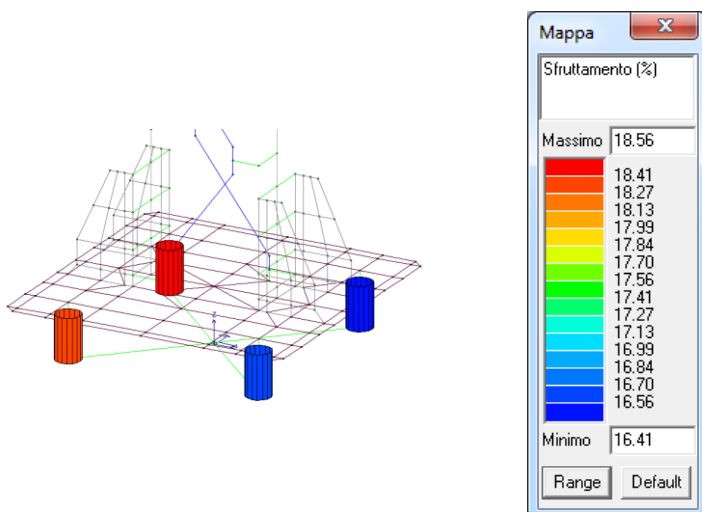 Mappa
Sfruttamento (%)
Massimo 18.56
18.41
18.27
18.13
17.99
17.84
17.70
17.56
17.41
17.27
17.13
16.99
16.84
16.70
16.56
Minimo 16.41
Range Default
Z